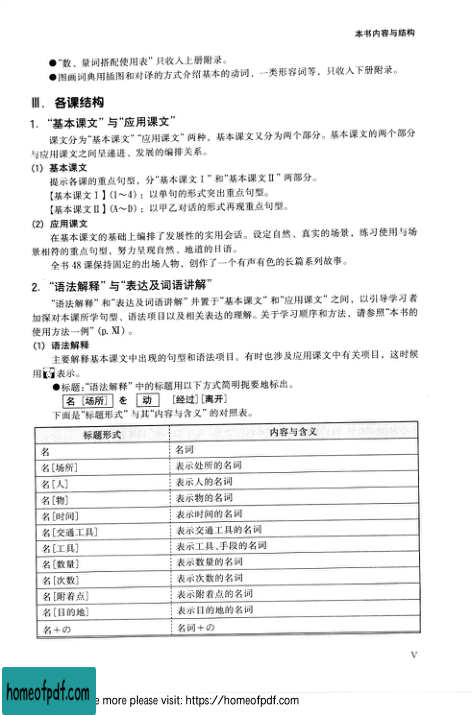 本书内容与结构
●“数、量词搭配使用表”只收入上册附录。
●图画词典用插图和对译的方式介绍基本的动词、一类形容词等，只收入下册附录。
Ⅲ．各课结构
1．“基本课文”与“应用课文”
课文分为“基本课文”“应用课文”两种，基本课文又分为两个部分。基本课文的两个部分
与应用课文之间呈递进、发展的编排关系。
(1) 基本课文
提示各课的重点句型，分“基本课文Ⅰ”和“基本课文Ⅱ”两部分。
【基本课文Ⅰ】(1～4)：以单句的形式突出重点句型。
【基本课文Ⅱ】(A～D)：以甲乙对话的形式再现重点句型。
(2) 应用课文
在基本课文的基础上编排了发展性的实用会话。设定自然、真实的场景，练习使用与场
景相符的重点句型，努力呈现自然、地道的日语。
全书 48 课保持固定的出场人物，创作了一个有声有色的长篇系列故事。
2．“语法解释”与“表达及词语讲解”
“语法解释”和“表达及词语讲解”并置于“基本课文”和“应用课文”之间，以引导学习者
加深对本课所学句型、语法项目以及相关表达的理解。关于学习顺序和方法，请参照“本书的
使用方法一例”(p. Ⅺ)。
(1) 语法解释
主要解释基本课文中出现的句型和语法项目。有时也涉及应用课文中有关项目，这时候
用 表示。
●标题：“语法解释”中的标题用以下方式简明扼要地标出。
名［场所］ を 动 ［经过］［离开］
下面是“标题形式”与其“内容与含义”的对照表。
标题形式 内容与含义
名 名词
名［场所］ 表示处所的名词
名［人］ 表示人的名词
名［物］ 表示物的名词
名［时间］ 表示时间的名词
名［交通工具］ 表示交通工具的名词
名［工具］ 表示工具、手段的名词
名［数量］ 表示数量的名词
名［次数］ 表示次数的名词
名［附着点］ 表示附着点的名词
名［目的地］ 表示目的地的名词
名＋の 名词＋の
V
homeofpdf.com
e more please visit: https://homeofpdf.com